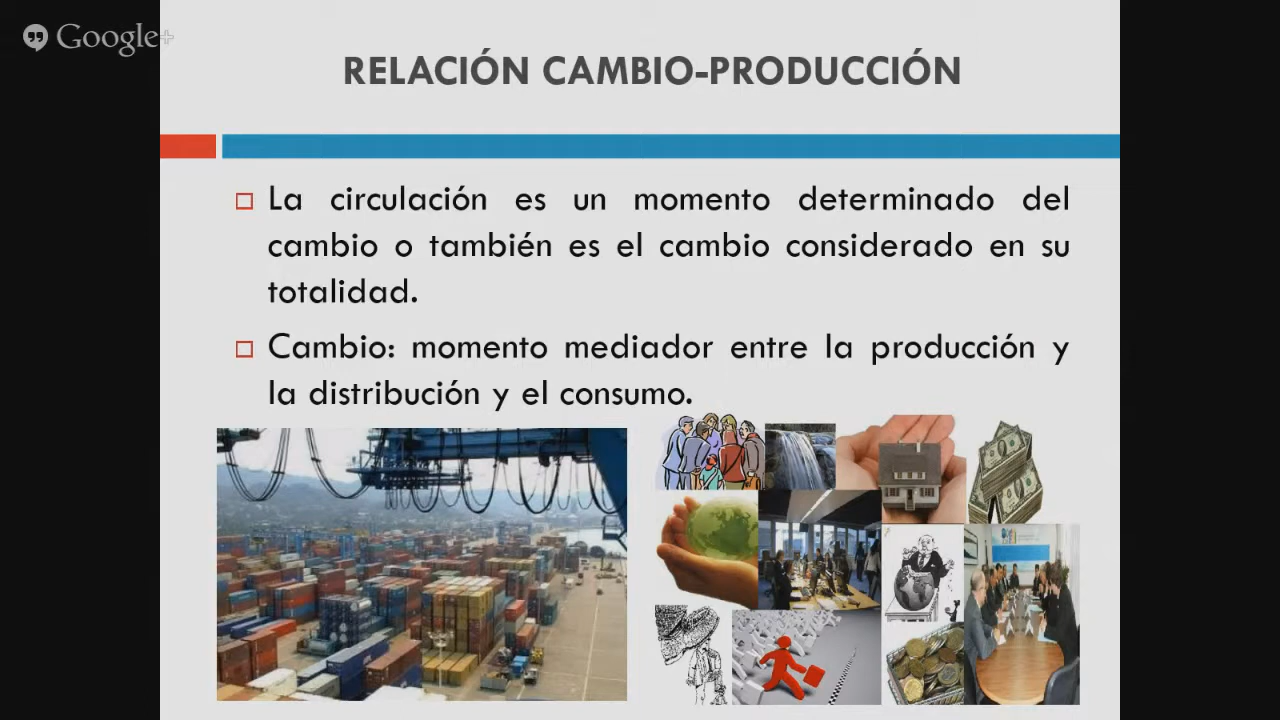 Google+
RELACIÓN CAMBIO-PRODUCCIÓN
La circulación es un momento determinado del
cambio o también es el cambio considerado en su
totalidad.
Cambio: momento mediador entre la producción y
la distribución y el consumo.